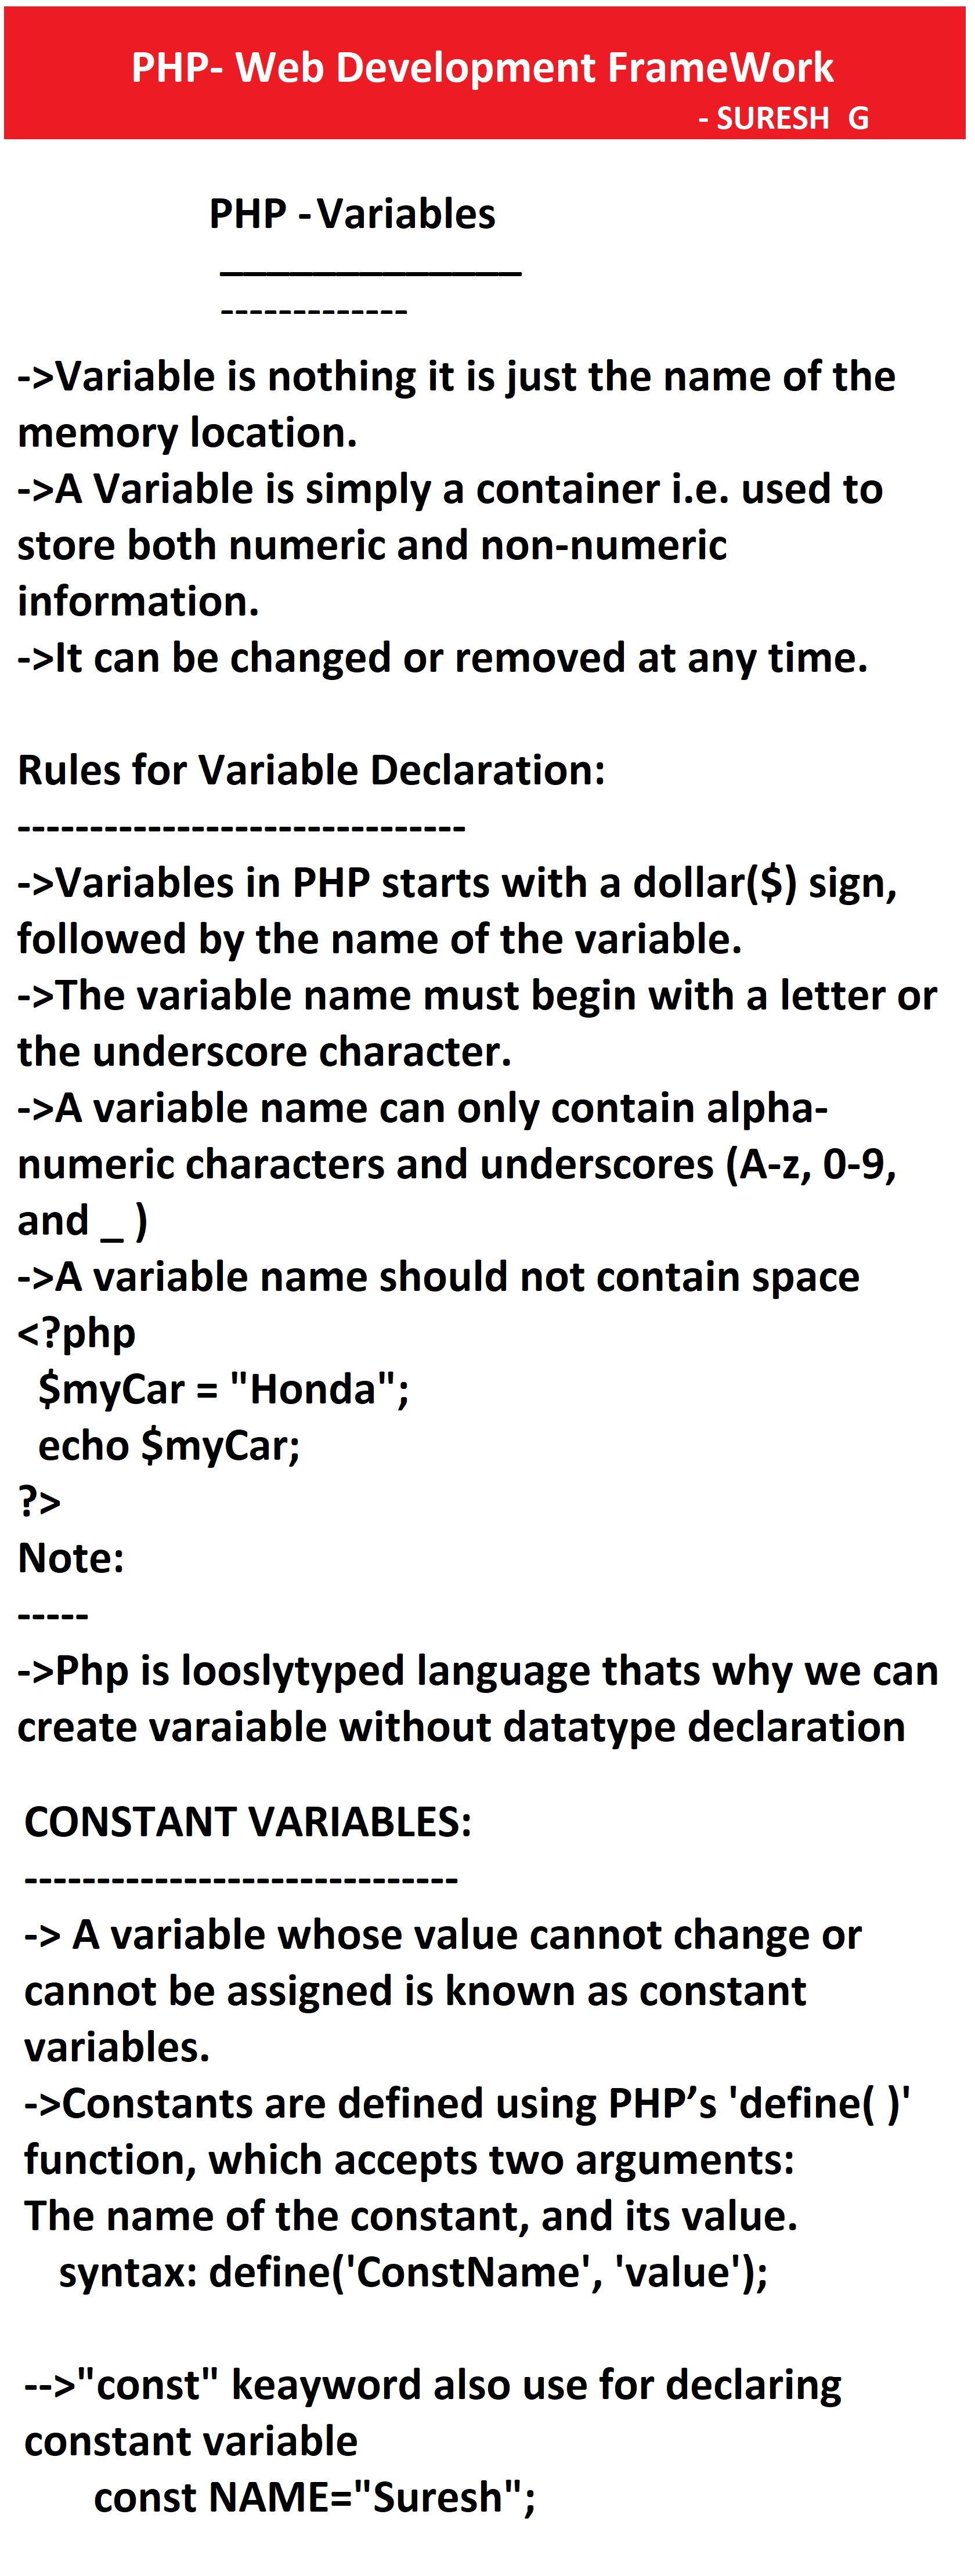 PHP- Web Development FrameWork
- SURESH  G
PHP -Variables
_____________
-------------
->Variable is nothing it is just the name of the
memory location.
->A Variable is simply a container i.e. used to
store both numeric and non-numeric
information.
->It can be changed or removed at any time.
Rules for Variable Declaration:
-------------------------------
->Variables in PHP starts with a dollar($) sign,
followed by the name of the variable.
->The variable name must begin with a letter or
the underscore character.
->A variable name can only contain alpha-
numeric characters and underscores (A-z, 0-9,
and _ )
->A variable name should not contain space
<?php
  $myCar = "Honda";
  echo $myCar;
?>
Note:
-----
->Php is looslytyped language thats why we can
create varaiable without datatype declaration
CONSTANT VARIABLES:
------------------------------
-> A variable whose value cannot change or
cannot be assigned is known as constant
variables.
->Constants are defined using PHP’s 'define( )'
function, which accepts two arguments:
The name of the constant, and its value.
   syntax: define('ConstName', 'value');
-->"const" keayword also use for declaring
constant variable
      const NAME="Suresh";